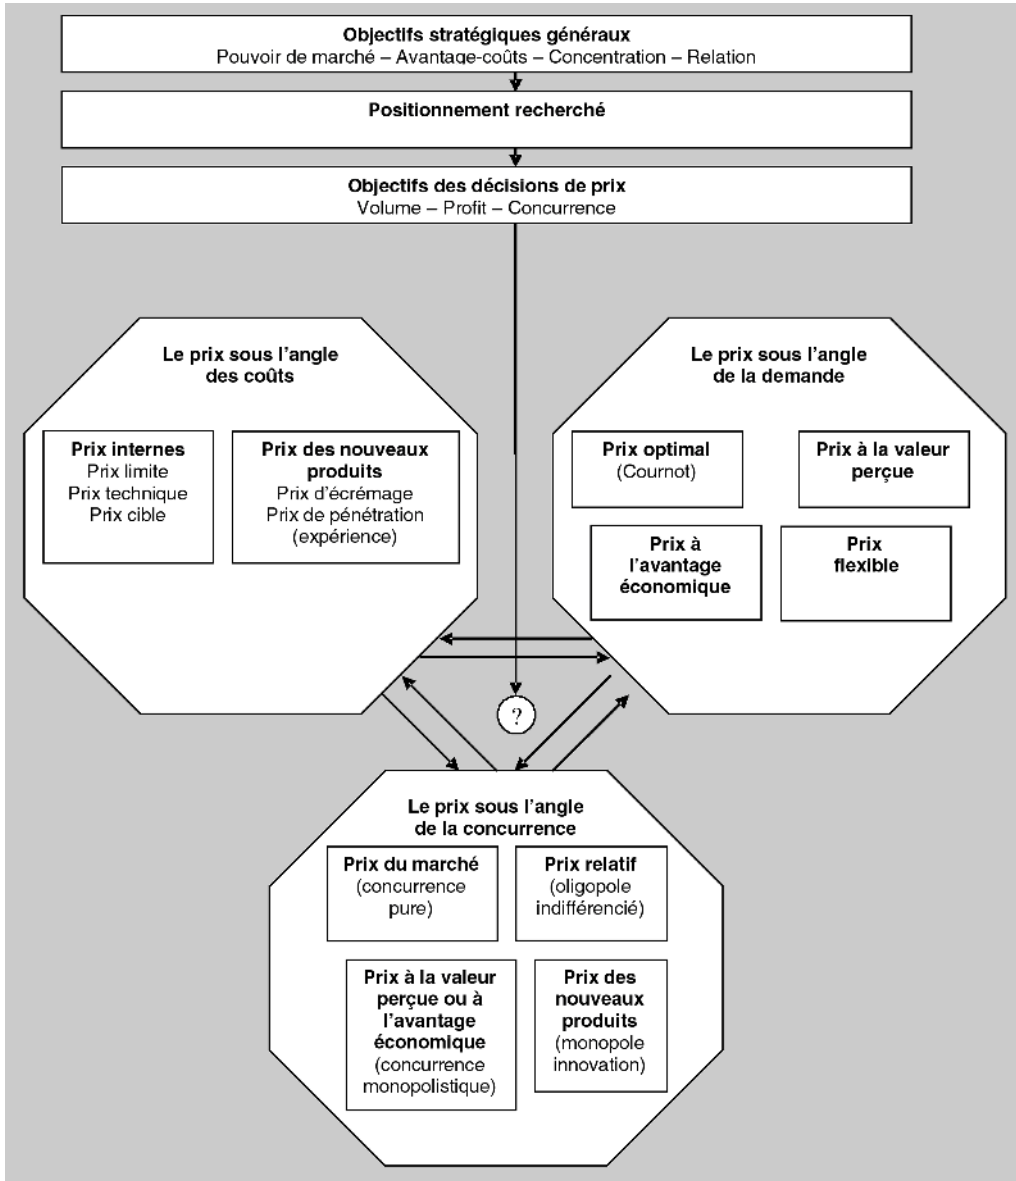 Objectifs stratégiques généraux
Pouvoir de marché – Avantage-coûts – Concentration – Relation
Positionnement recherché
Objectifs des décisions de prix
Volume – Profit – Concurrence
Le prix sous l'angle
des coûts
Prix internes
Prix limite
Prix technique
Prix cible
Prix des nouveaux
produits
Prix d'écrémage
Prix de pénétration
(expérience)
Le prix sous l'angle
de la demande
Prix optimal
(Cournot)
Prix à la valeur
perçue
Prix à
l'avantage
économique
Prix
flexible
?
Le prix sous l'angle
de la concurrence
Prix du marché
(concurrence
pure)
Prix relatif
(oligopole
indifférencié)
Prix à la valeur
perçue ou à
l'avantage
économique
(concurrence
monopolistique)
Prix des
nouveaux
produits
(monopole
innovation)